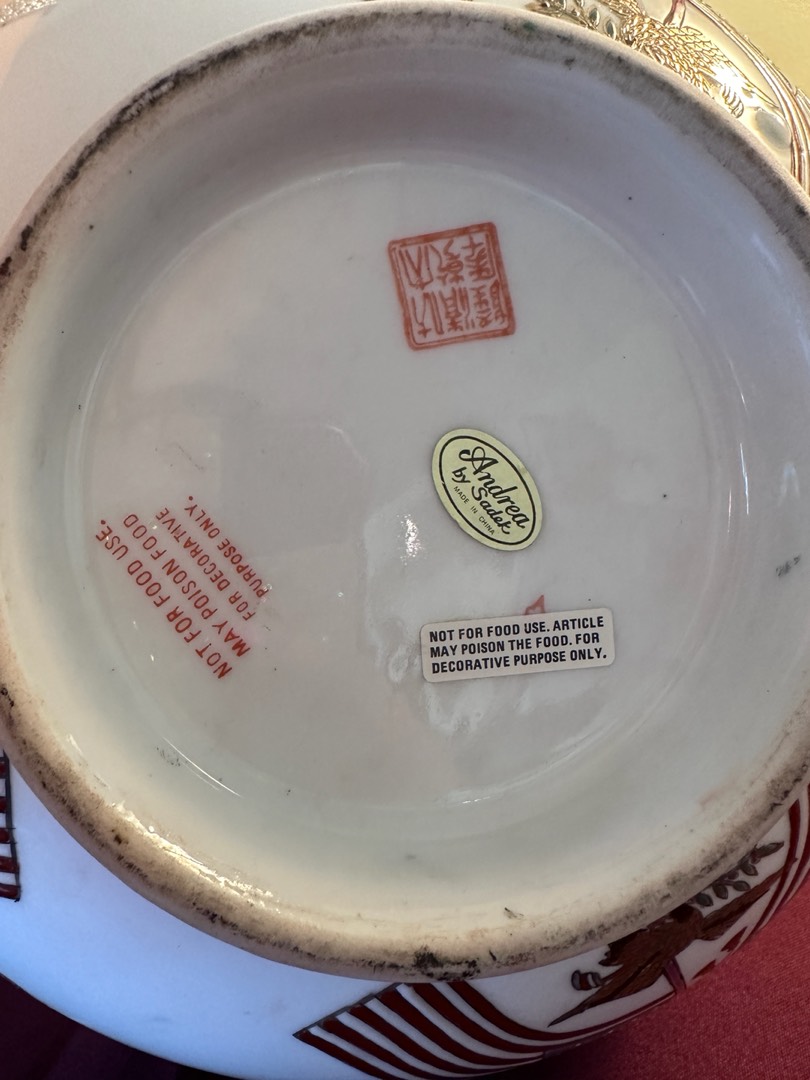 Andrea
by Sadek
MADE IN CHINA
NOT FOR FOOD USE.
MAY POISON FOOD
FOR DECORATIVE
PURPOSE ONLY.
NOT FOR FOOD USE. ARTICLE
MAY POISON THE FOOD. FOR
DECORATIVE PURPOSE ONLY.